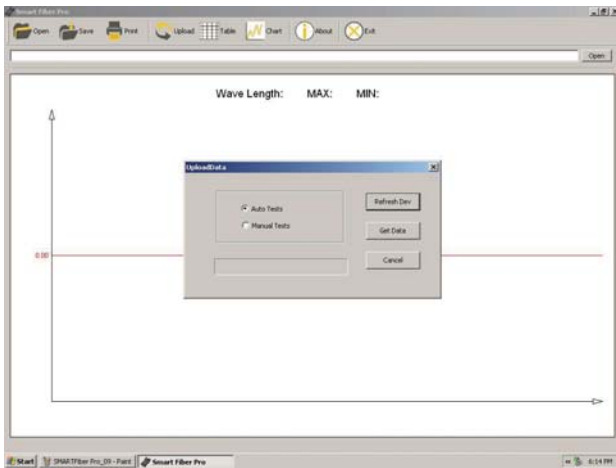 Smart Fiber Pro
Open Save Print Upload Table Chart About Exit
Open
Wave Length: MAX: MIN:
UploadData
Auto Tests
Refresh Dev
Manual Tests
Get Data
0.00
Cancel
Start SMARTFiber Pro_09 - Paint Smart Fiber Pro 6:14 PM